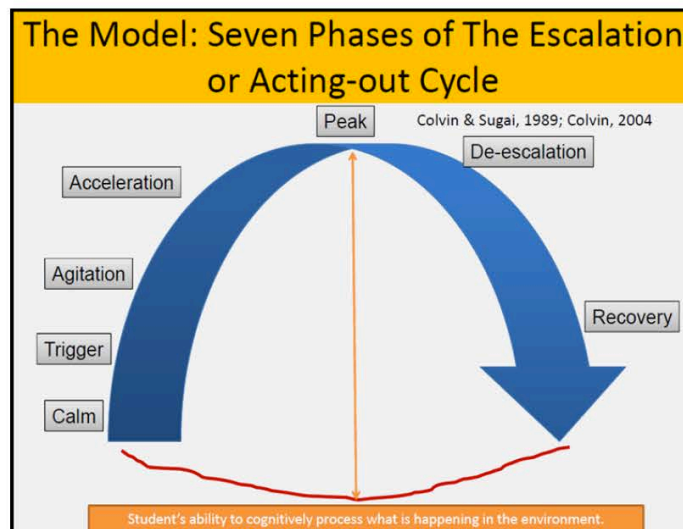 The Model: Seven Phases of The Escalation
or Acting-out Cycle
Peak
Colvin & Sugai, 1989; Colvin, 2004
De-escalation
Acceleration
Agitation
Recovery
Trigger
Calm
Student's ability to cognitively process what is happening in the environment.